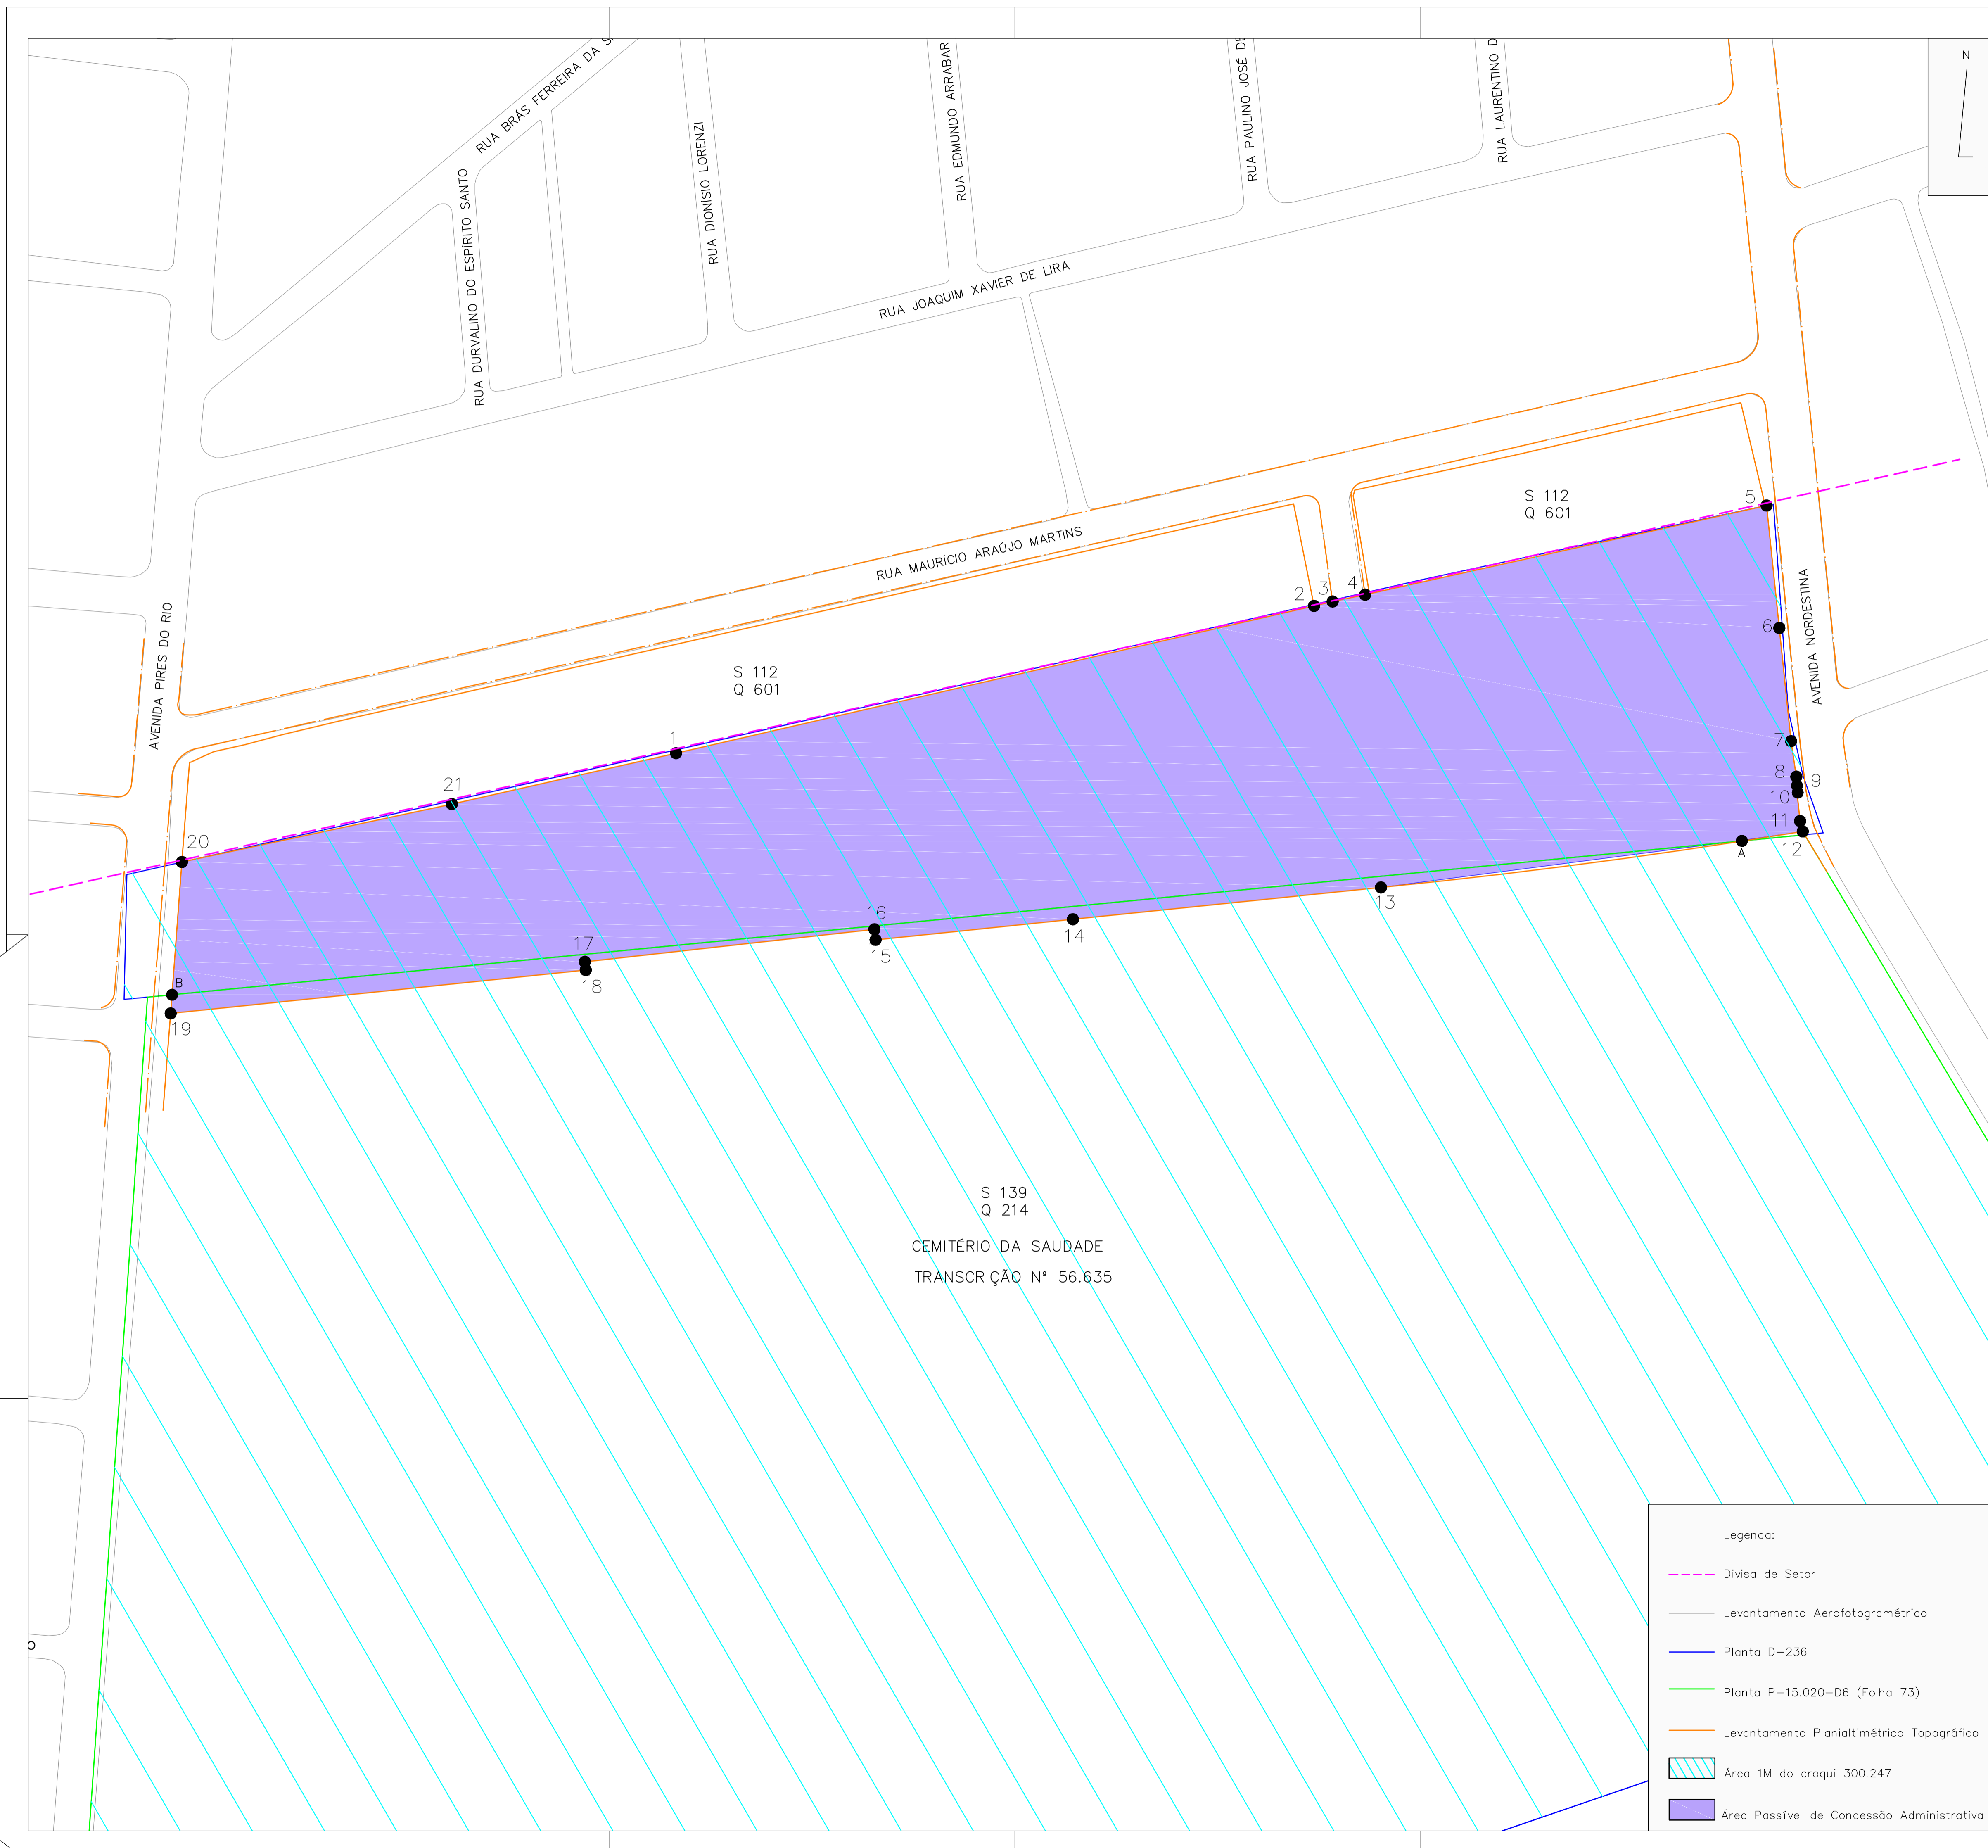 N
RUA BRÁS FERREIRA DA
RUA DURVALINO DO ESPÍRITO SANTO
RUA DIONÍSIO LORENZI
RUA EDMUNDO ARRABAR
RUA PAULINO JOSÉ DE
RUA LAURENTINO D
RUA JOAQUIM XAVIER DE LIRA
RUA MAURÍCIO ARAÚJO MARTINS
AVENIDA PIRES DO RIO
AVENIDA NORDESTINA
S 112
Q 601
S 112
Q 601
5
4
3
2
6
1
7
8
9
10
11
12
A
21
20
13
14
16
15
17
18
B
19
S 139
Q 214
CEMITÉRIO DA SAUDADE
TRANSCRIÇÃO Nº 56.635
O
Legenda:
Divisa de Setor
Levantamento Aerofotogramétrico
Planta D-236
Planta P-15.020-D6 (Folha 73)
Levantamento Planialtimétrico Topográfico
Área 1M do croqui 300.247
Área Passível de Concessão Administrativa